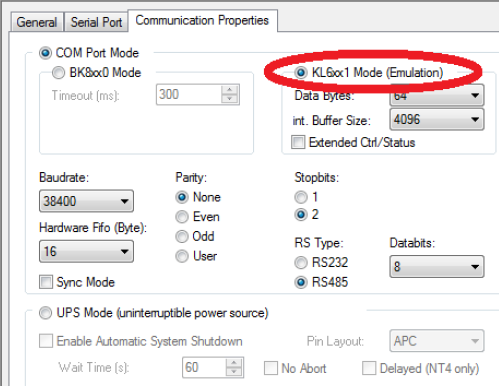 General Serial Port Communication Properties
COM Port Mode
BK8xx0 Mode
KL6xx1 Mode (Emulation)
Timeout (ms): 300
Data Bytes: 64
int. Buffer Size: 4096
Extended Ctrl/Status
Baudrate: Parity: Stopbits:
38400 None 1
Even 2
Hardware Fifo (Byte): Odd
16 User
RS Type: Databits:
RS232 8
Sync Mode RS485
UPS Mode (uninterruptible power source)
Enable Automatic System Shutdown Pin Layout: APC
Wait Time (s): 60 No Abort Delayed (NT4 only)